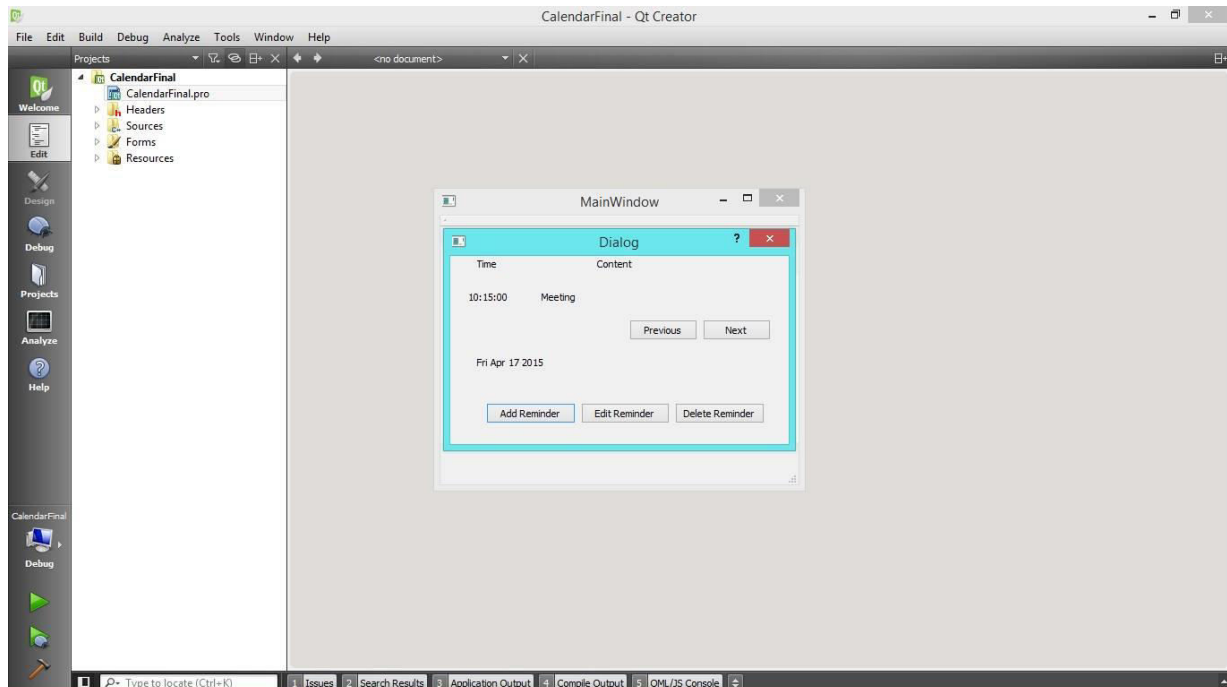 CalendarFinal - Qt Creator
File Edit Build Debug Analyze Tools Window Help
Projects
<no document>
Welcome
Edit
Design
Debug
Projects
Analyze
Help
CalendarFinal
CalendarFinal.pro
Headers
Sources
Forms
Resources
MainWindow
Dialog ?
Time Content
10:15:00 Meeting
Previous Next
Fri Apr 17 2015
Add Reminder Edit Reminder Delete Reminder
CalendarFinal
Debug
Type to locate (Ctrl+K) 1 Issues 2 Search Results 3 Application Output 4 Compile Output 5 QML/JS Console